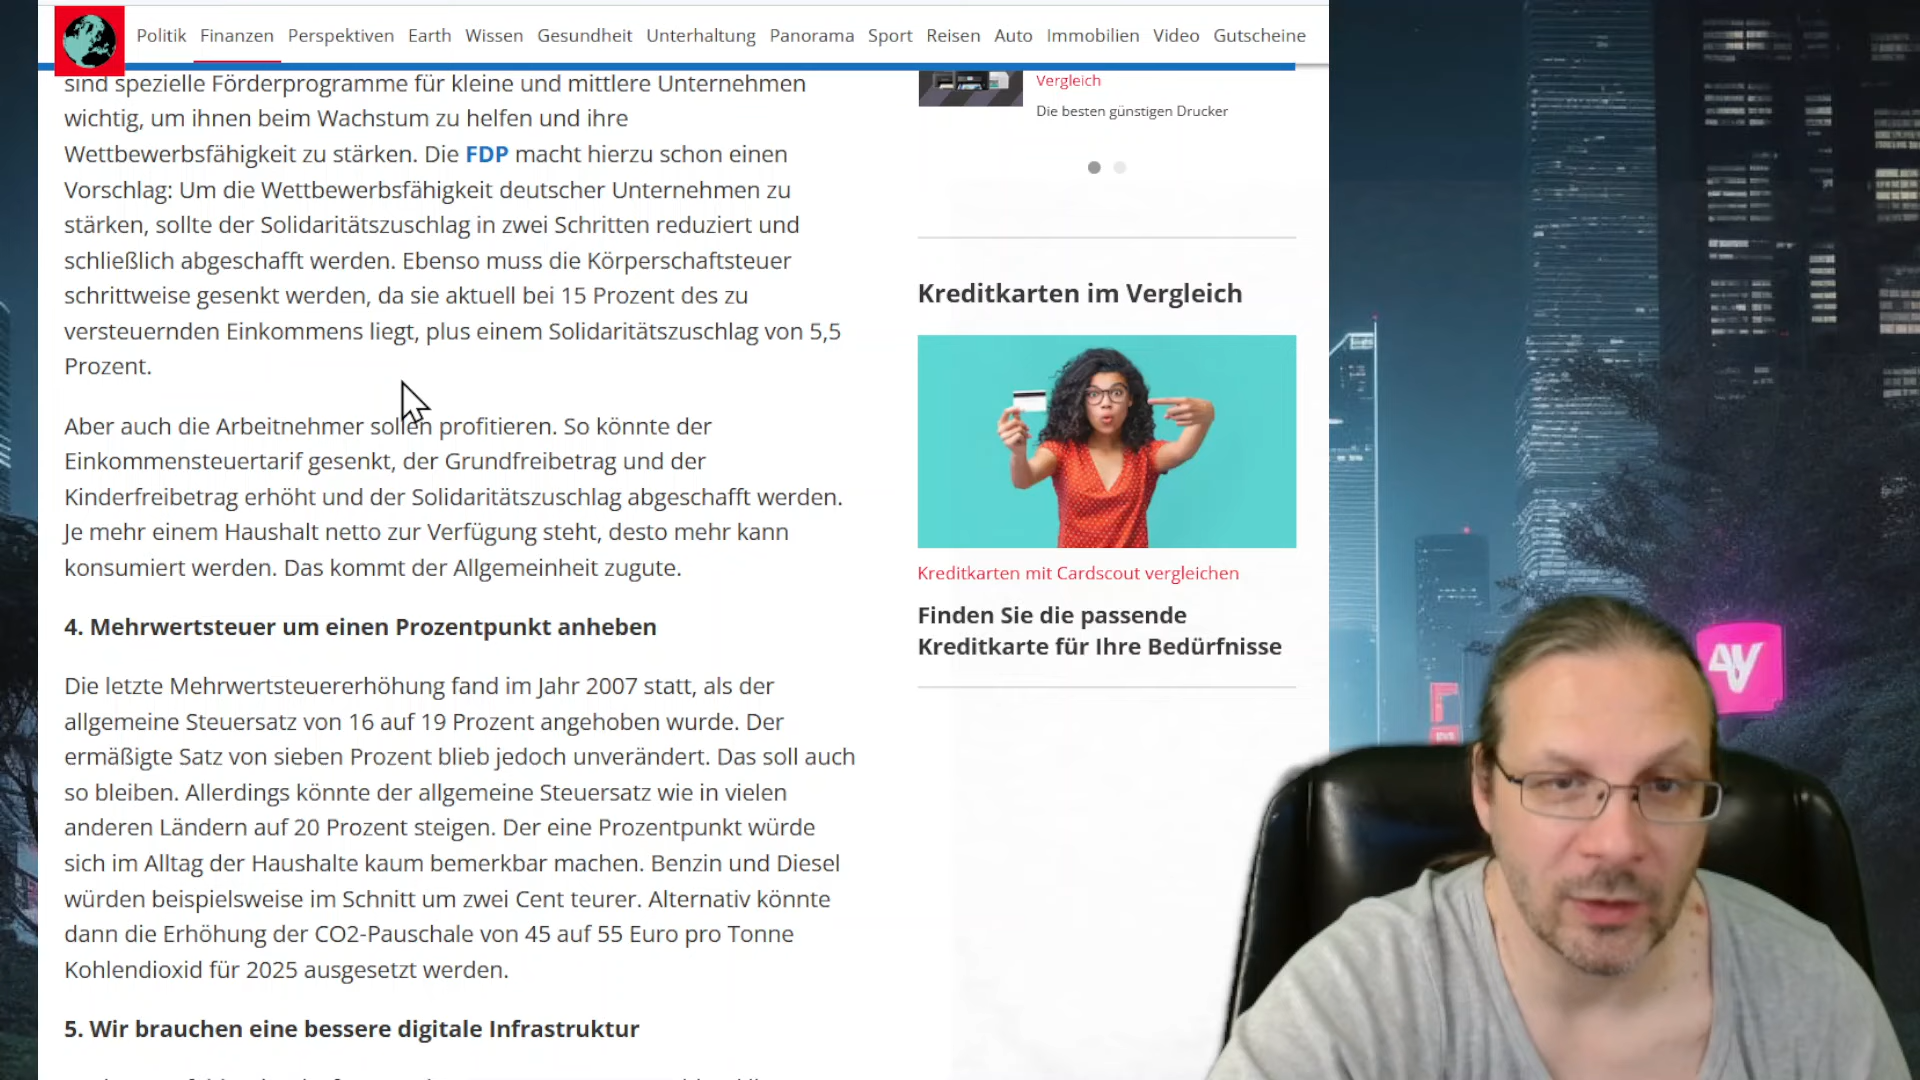 Politik Finanzen Perspektiven Earth Wissen Gesundheit Unterhaltung Panorama Sport Reisen Auto Immobilien Video Gutscheine
sind spezielle Förderprogramme für kleine und mittlere Unternehmen
wichtig, um ihnen beim Wachstum zu helfen und ihre
Wettbewerbsfähigkeit zu stärken. Die FDP macht hierzu schon einen
Vorschlag: Um die Wettbewerbsfähigkeit deutscher Unternehmen zu
stärken, sollte der Solidaritätszuschlag in zwei Schritten reduziert und
schließlich abgeschafft werden. Ebenso muss die Körperschaftsteuer
schrittweise gesenkt werden, da sie aktuell bei 15 Prozent des zu
versteuernden Einkommens liegt, plus einem Solidaritätszuschlag von 5,5
Prozent.
Aber auch die Arbeitnehmer sollen profitieren. So könnte der
Einkommensteuertarif gesenkt, der Grundfreibetrag und der
Kinderfreibetrag erhöht und der Solidaritätszuschlag abgeschafft werden.
Je mehr einem Haushalt netto zur Verfügung steht, desto mehr kann
konsumiert werden. Das kommt der Allgemeinheit zugute.
4. Mehrwertsteuer um einen Prozentpunkt anheben
Die letzte Mehrwertsteuererhöhung fand im Jahr 2007 statt, als der
allgemeine Steuersatz von 16 auf 19 Prozent angehoben wurde. Der
ermäßigte Satz von sieben Prozent blieb jedoch unverändert. Das soll auch
so bleiben. Allerdings könnte der allgemeine Steuersatz wie in vielen
anderen Ländern auf 20 Prozent steigen. Der eine Prozentpunkt würde
sich im Alltag der Haushalte kaum bemerkbar machen. Benzin und Diesel
würden beispielsweise im Schnitt um zwei Cent teurer. Alternativ könnte
dann die Erhöhung der CO2-Pauschale von 45 auf 55 Euro pro Tonne
Kohlendioxid für 2025 ausgesetzt werden.
5. Wir brauchen eine bessere digitale Infrastruktur
Vergleich
Die besten günstigen Drucker
Kreditkarten im Vergleich
Kreditkarten mit Cardscout vergleichen
Finden Sie die passende
Kreditkarte für Ihre Bedürfnisse